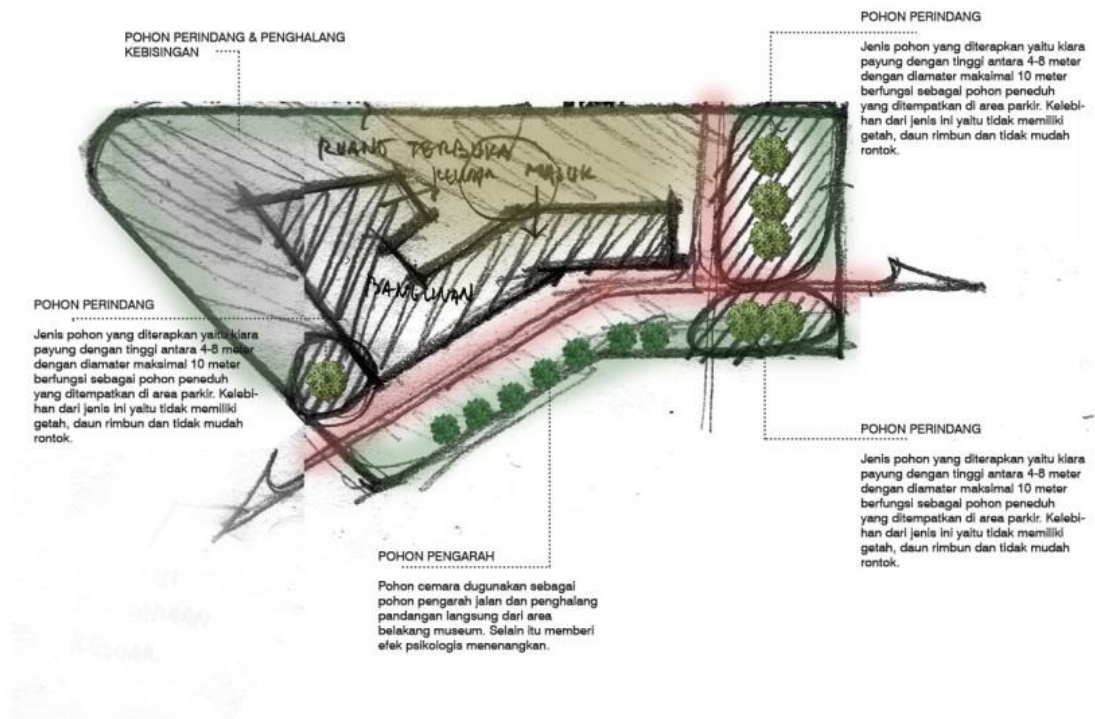 POHON PERINDANG & PENGHALANG
KEBISINGAN
POHON PERINDANG
Jenis pohon yang diterapkan yaitu kiara
payung dengan tinggi antara 4-8 meter
dengan diamater maksimal 10 meter
berfungsi sebagai pohon peneduh
yang ditempatkan di area parkir. Kelebi-
han dari jenis ini yaitu tidak memiliki
getah, daun rimbun dan tidak mudah
rontok.
RUANG TERBUKA
KELUAR MASUK
BANGUNAN
POHON PERINDANG
Jenis pohon yang diterapkan yaitu kiara
payung dengan tinggi antara 4-8 meter
dengan diamater maksimal 10 meter
berfungsi sebagai pohon peneduh
yang ditempatkan di area parkir. Kelebi-
han dari jenis ini yaitu tidak memiliki
getah, daun rimbun dan tidak mudah
rontok.
POHON PERINDANG
Jenis pohon yang diterapkan yaitu kiara
payung dengan tinggi antara 4-8 meter
dengan diamater maksimal 10 meter
berfungsi sebagai pohon peneduh
yang ditempatkan di area parkir. Kelebi-
han dari jenis ini yaitu tidak memiliki
getah, daun rimbun dan tidak mudah
rontok.
POHON PENGARAH
Pohon cemara dugunakan sebagai
pohon pengarah jalan dan penghalang
pandangan langsung dari area
belakang museum. Selain itu memberi
efek psikologis menenangkan.